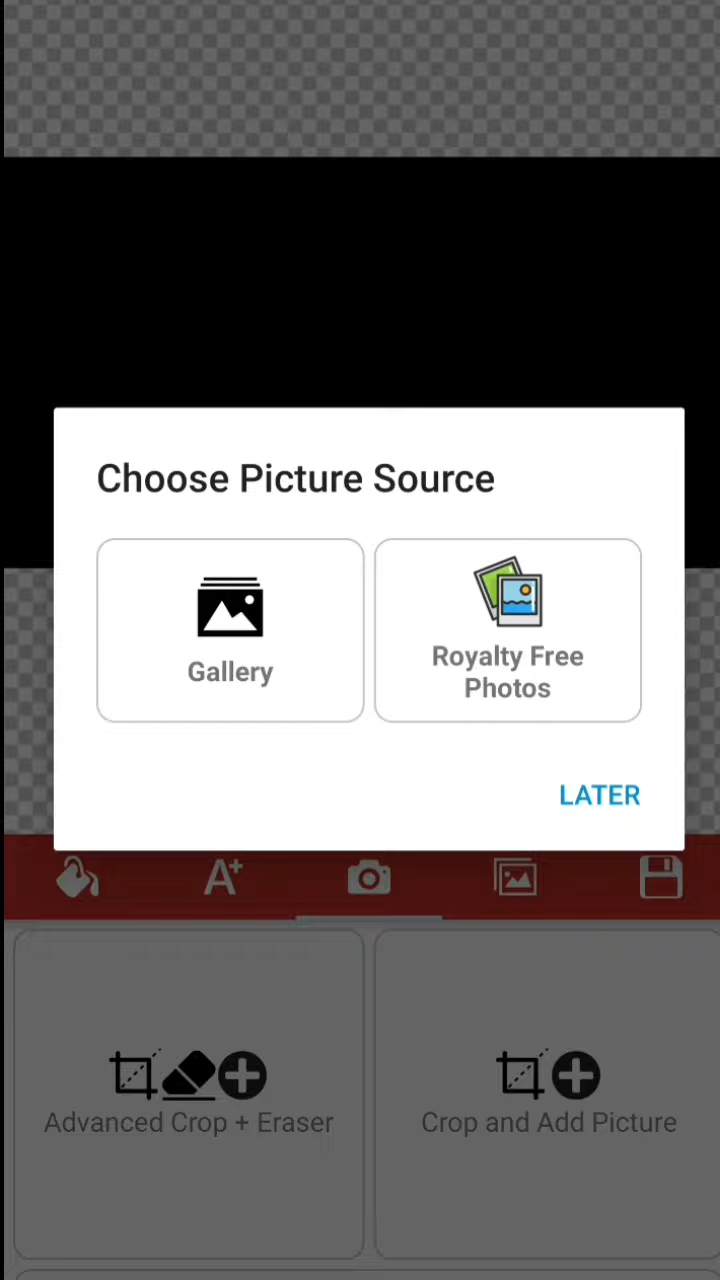 Choose Picture Source
Gallery
Royalty Free
Photos
LATER
A+
Advanced Crop + Eraser
Crop and Add Picture